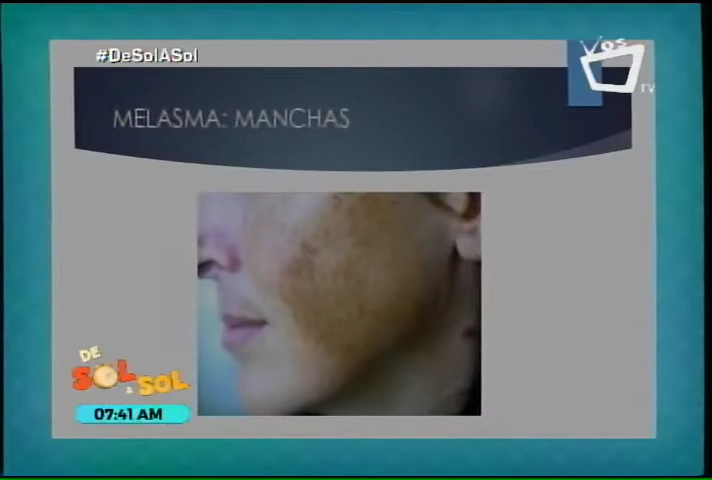 #DeSolASol
VOS
TV
MELASMA: MANCHAS
DE
SOL
A SOL
07:41 AM